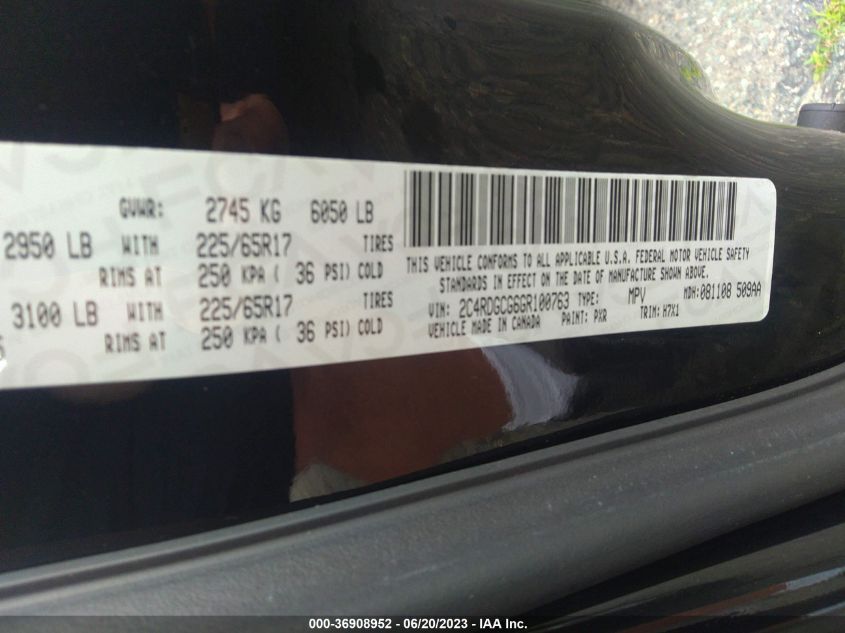 GVWR: 2745 KG 6050 LB
2950 LB WITH 225/65R17 TIRES
RIMS AT 250 KPA ( 36 PSI) COLD
3100 LB WITH 225/65R17 TIRES
RIMS AT 250 KPA ( 36 PSI) COLD
THIS VEHICLE CONFORMS TO ALL APPLICABLE U.S.A. FEDERAL MOTOR VEHICLE SAFETY
STANDARDS IN EFFECT ON THE DATE OF MANUFACTURE SHOWN ABOVE.
VIN: 2C4RDGCG6GR100763 TYPE: MPV MDH: 081108 509AA
VEHICLE MADE IN CANADA PAINT: PXR TRIM: H7X1
000-36908952 - 06/20/2023 - IAA, Inc.